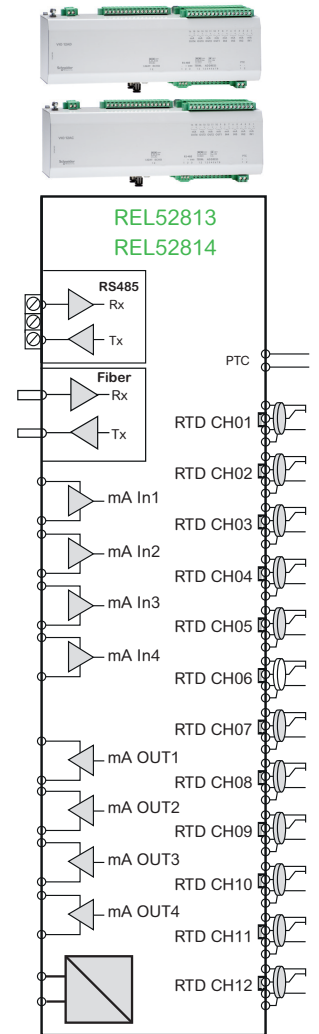 REL52813
REL52814
RS485
Rx
Tx
Fiber
Rx
Tx
PTC
RTD CH01
RTD CH02
RTD CH03
RTD CH04
RTD CH05
RTD CH06
RTD CH07
RTD CH08
RTD CH09
RTD CH10
RTD CH11
RTD CH12
mA In1
mA In2
mA In3
mA In4
mA OUT1
mA OUT2
mA OUT3
mA OUT4